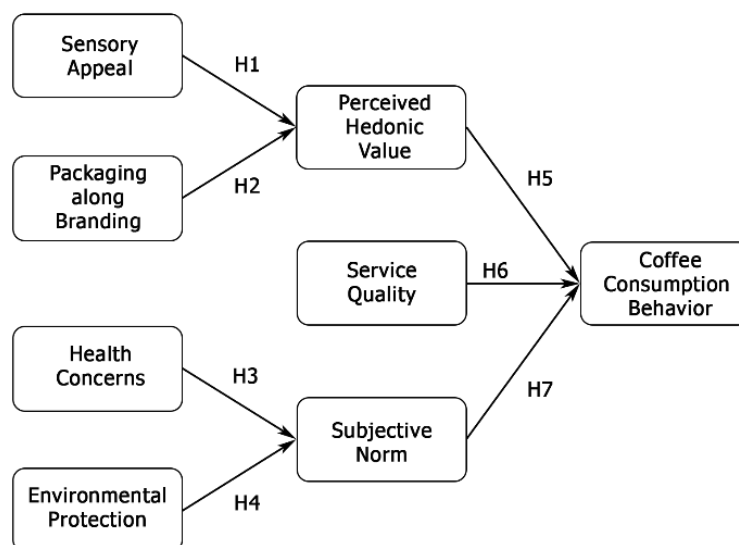 Sensory
Appeal
H1
Perceived
Hedonic
Value
Packaging
along
Branding
H2
H5
Service
Quality
H6
Coffee
Consumption
Behavior
Health
Concerns
H3
H7
Subjective
Norm
Environmental
Protection
H4